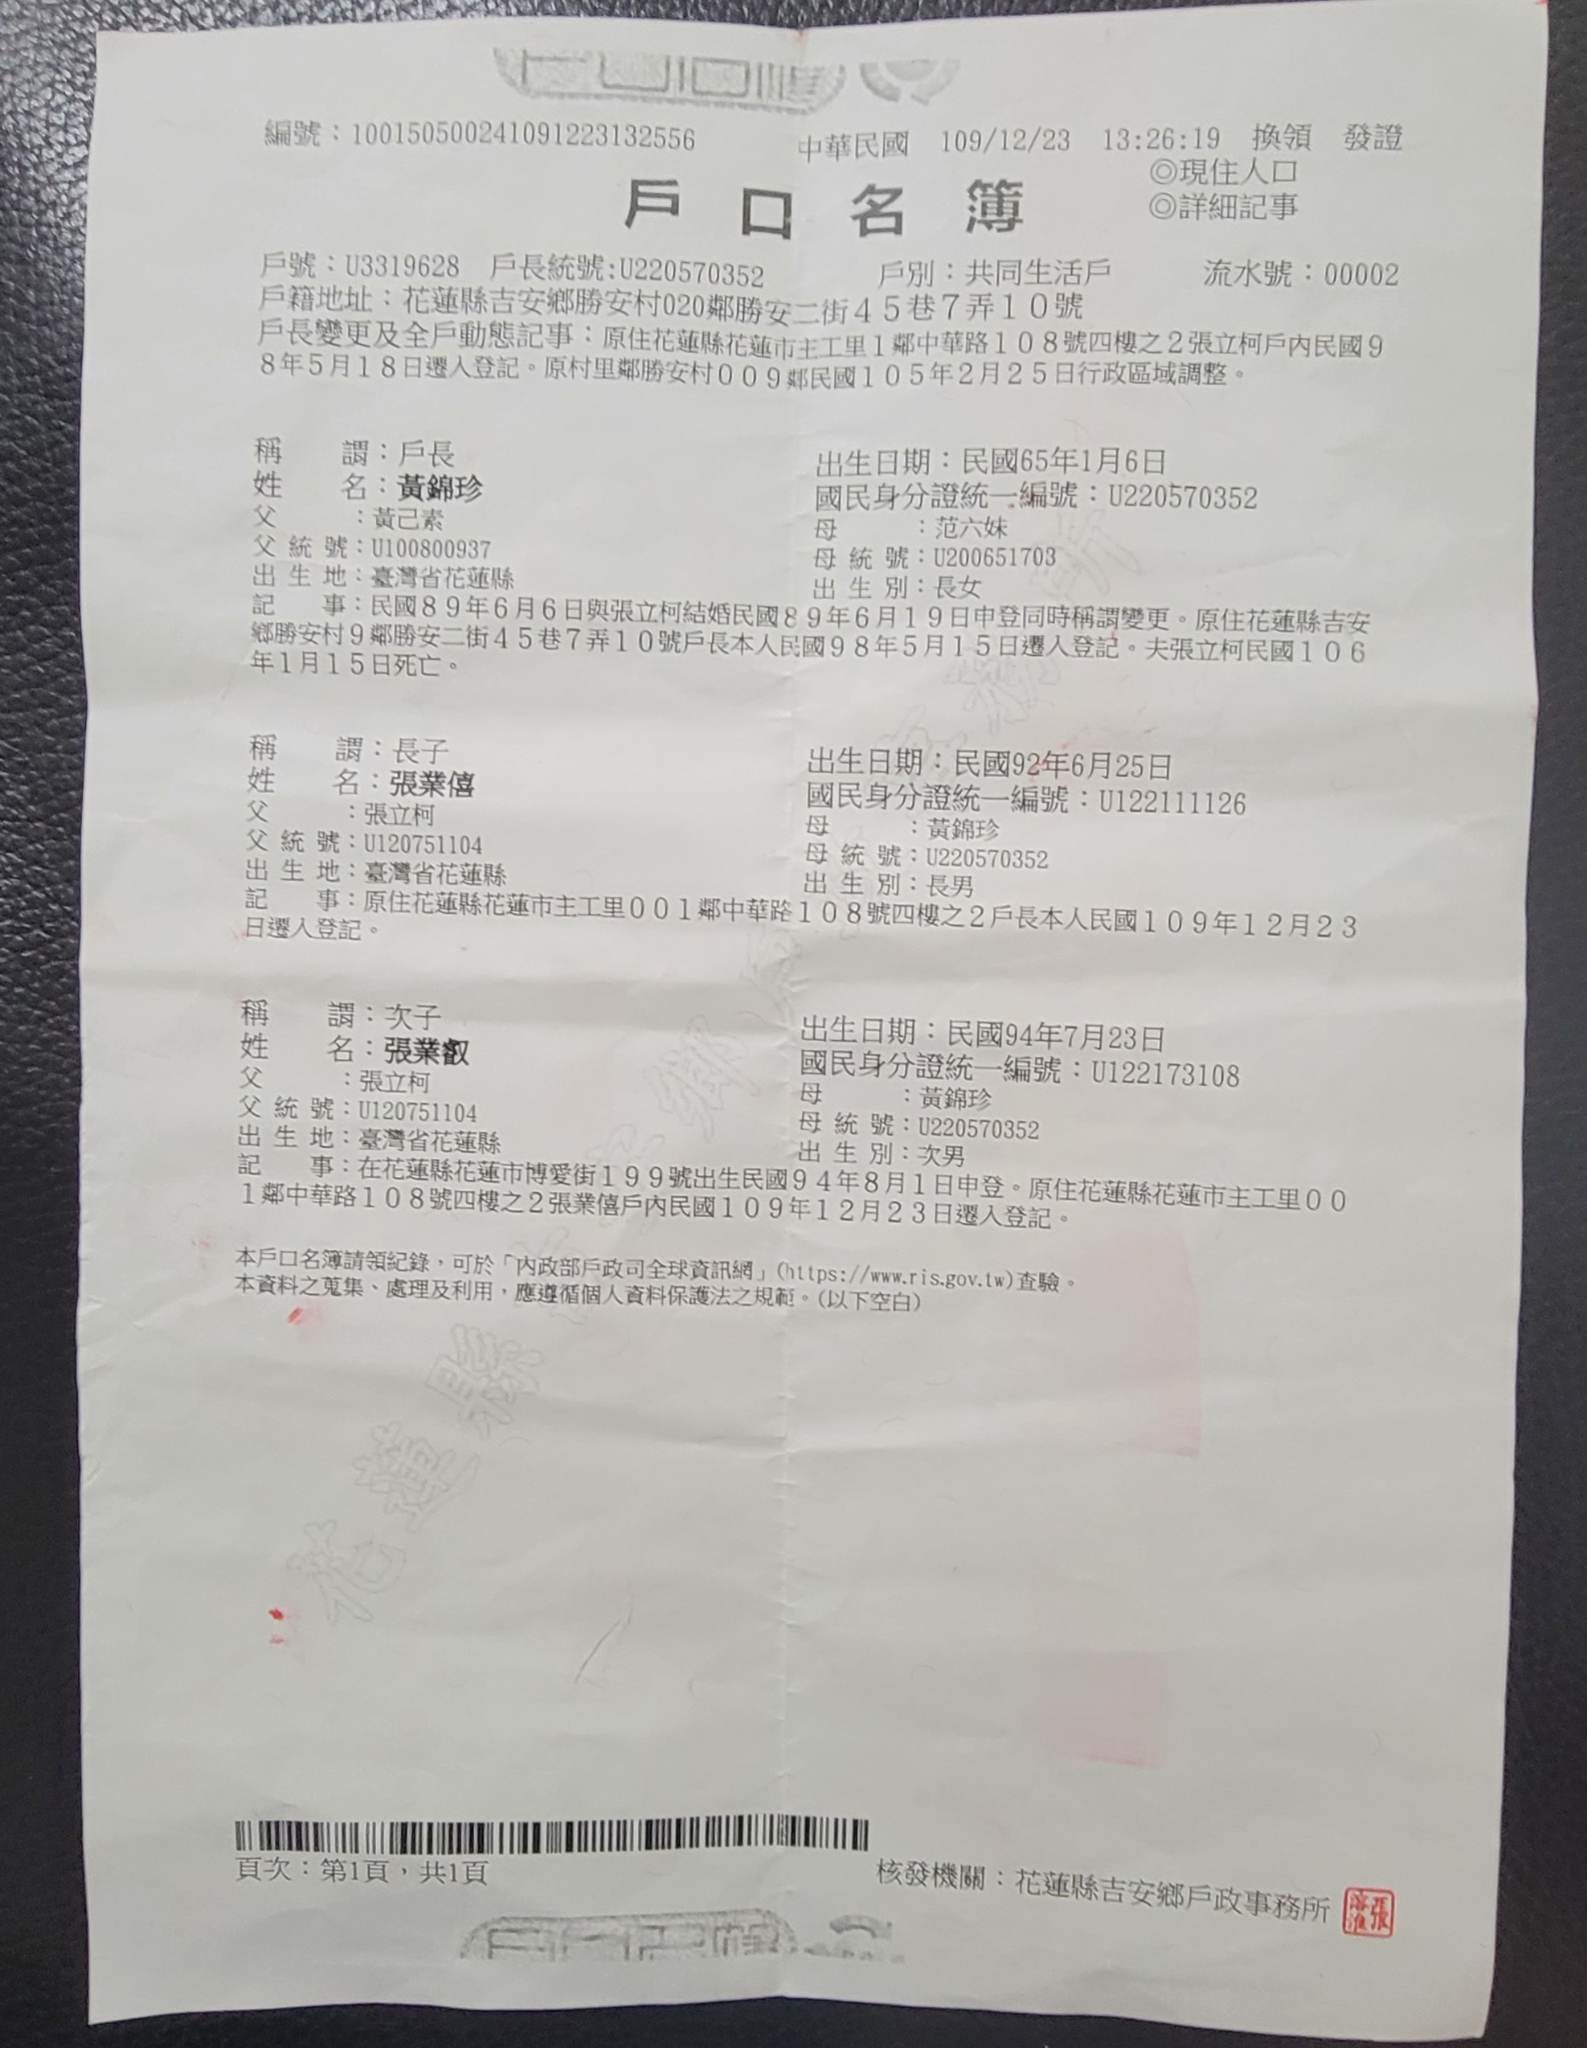 編號：100150500241091223132556
中華民國 109/12/23 13:26:19 換領 發證
◎現住人口
◎詳細記事
戶口名簿
戶號：U3319628 戶長統號:U220570352 戶別：共同生活戶 流水號：00002
戶籍地址：花蓮縣吉安鄉勝安村020鄰勝安二街４５巷７弄１０號
戶長變更及全戶動態記事：原住花蓮縣花蓮市主工里１鄰中華路１０８號四樓之２張立柯戶內民國９
８年５月１８日遷入登記。原村里鄰勝安村００９鄰民國１０５年２月２５日行政區域調整。
稱謂：戶長 出生日期：民國65年1月6日
姓名：黃錦珍 國民身分證統一編號：U220570352
父：黃己素 母：范六妹
父統號：U100800937 母統號：U200651703
出生地：臺灣省花蓮縣 出生別：長女
記事：民國８９年６月６日與張立柯結婚民國８９年６月１９日申登同時稱謂變更。原住花蓮縣吉安
鄉勝安村９鄰勝安二街４５巷７弄１０號戶長本人民國９８年５月１５日遷入登記。夫張立柯民國１０６
年１月１５日死亡。
稱謂：長子 出生日期：民國92年6月25日
姓名：張業僖 國民身分證統一編號：U122111126
父：張立柯 母：黃錦珍
父統號：U120751104 母統號：U220570352
出生地：臺灣省花蓮縣 出生別：長男
記事：原住花蓮縣花蓮市主工里００１鄰中華路１０８號四樓之２戶長本人民國１０９年１２月２３
日遷入登記。
稱謂：次子 出生日期：民國94年7月23日
姓名：張業叡 國民身分證統一編號：U122173108
父：張立柯 母：黃錦珍
父統號：U120751104 母統號：U220570352
出生地：臺灣省花蓮縣 出生別：次男
記事：在花蓮縣花蓮市博愛街１９９號出生民國９４年８月１日申登。原住花蓮縣花蓮市主工里００
１鄰中華路１０８號四樓之２張業僖戶內民國１０９年１２月２３日遷入登記。
本戶口名簿請領紀錄，可於「內政部戶政司全球資訊網」(https://www.ris.gov.tw)查驗。
本資料之蒐集、處理及利用，應遵循個人資料保護法之規範。(以下空白)
頁次：第1頁，共1頁
核發機關：花蓮縣吉安鄉戶政事務所